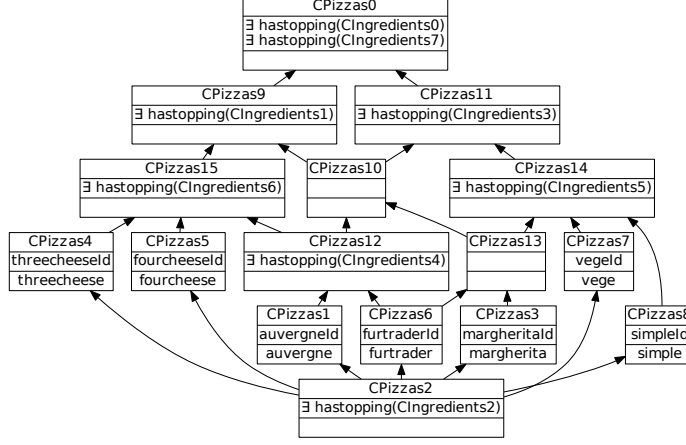 CPizzas0
∃ hastopping(CIngredients0)
∃ hastopping(CIngredients7)
CPizzas9
∃ hastopping(CIngredients1)
CPizzas11
∃ hastopping(CIngredients3)
CPizzas15
∃ hastopping(CIngredients6)
CPizzas10
CPizzas14
∃ hastopping(CIngredients5)
CPizzas4
threecheeseId
threecheese
CPizzas5
fourcheeseId
fourcheese
CPizzas12
∃ hastopping(CIngredients4)
CPizzas13
CPizzas7
vegeId
vege
CPizzas1
auvergneId
auvergne
CPizzas6
furtraderId
furtrader
CPizzas3
margheritaId
margherita
CPizzas8
simpleId
simple
CPizzas2
∃ hastopping(CIngredients2)